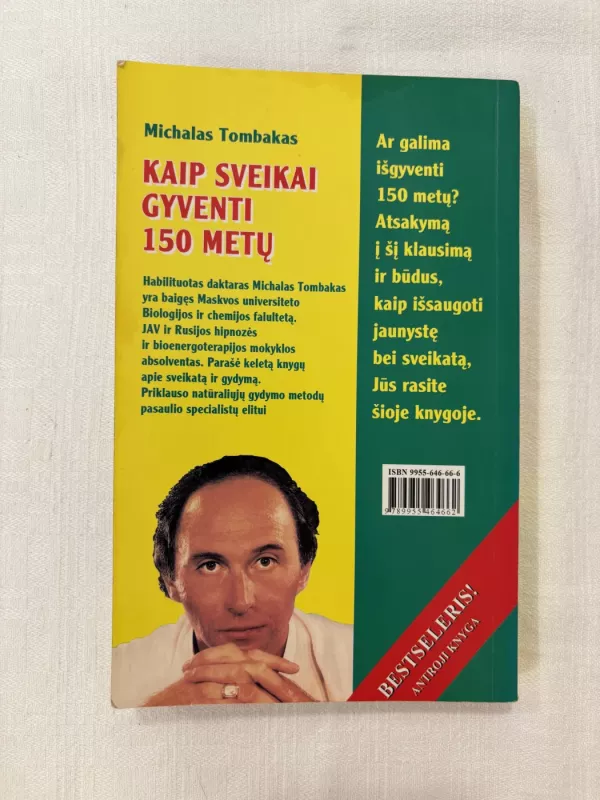 Michalas Tombakas
KAIP SVEIKAI
GYVENTI
150 METŲ
Habilituotas daktaras Michalas Tombakas
yra baigęs Maskvos universiteto
Biologijos ir chemijos faiultetą.
JAV ir Rusijos hipnozės
ir bioenergoterapijos mokyklos
absolventas. Parašė keletą knygų
apie sveikatą ir gydymą.
Priklauso natūraliųjų gydymo metodų
pasaulio specialistų elitui
Ar galima
išgyventi
150 metų?
Atsakymą
į šį klausimą
ir būdus,
kaip išsaugoti
jaunystę
bei sveikatą,
Jūs rasite
šioje knygoje.
ISBN 9955-646-66-6
9789955464662
BESTSELERIS!
ANTROJI KNYGA